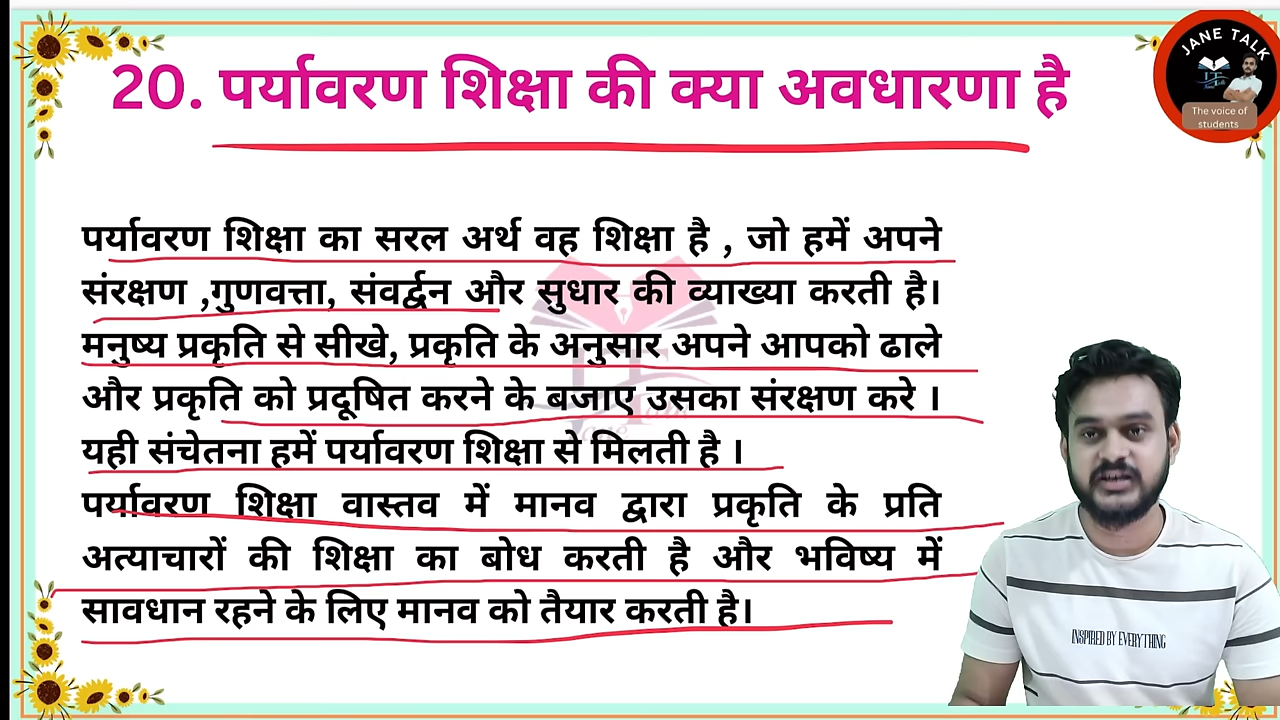 20. पर्यावरण शिक्षा की क्या अवधारणा है
JANE TALK
The voice of
students
पर्यावरण शिक्षा का सरल अर्थ वह शिक्षा है , जो हमें अपने
संरक्षण ,गुणवत्ता, संवर्द्वन और सुधार की व्याख्या करती है।
मनुष्य प्रकृति से सीखे, प्रकृति के अनुसार अपने आपको ढाले
और प्रकृति को प्रदूषित करने के बजाए उसका संरक्षण करे ।
यही संचेतना हमें पर्यावरण शिक्षा से मिलती है ।
पर्यावरण शिक्षा वास्तव में मानव द्वारा प्रकृति के प्रति
अत्याचारों की शिक्षा का बोध करती है और भविष्य में
सावधान रहने के लिए मानव को तैयार करती है।
INSPIRED BY EVERYTHING